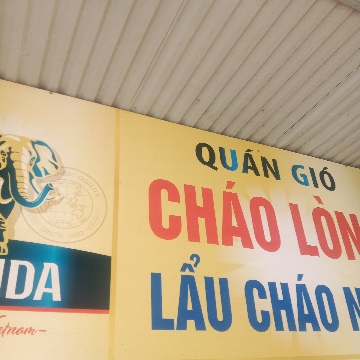 QUÁN GIÓ
CHÁO LÒN
LẨU CHÁO N
IDA